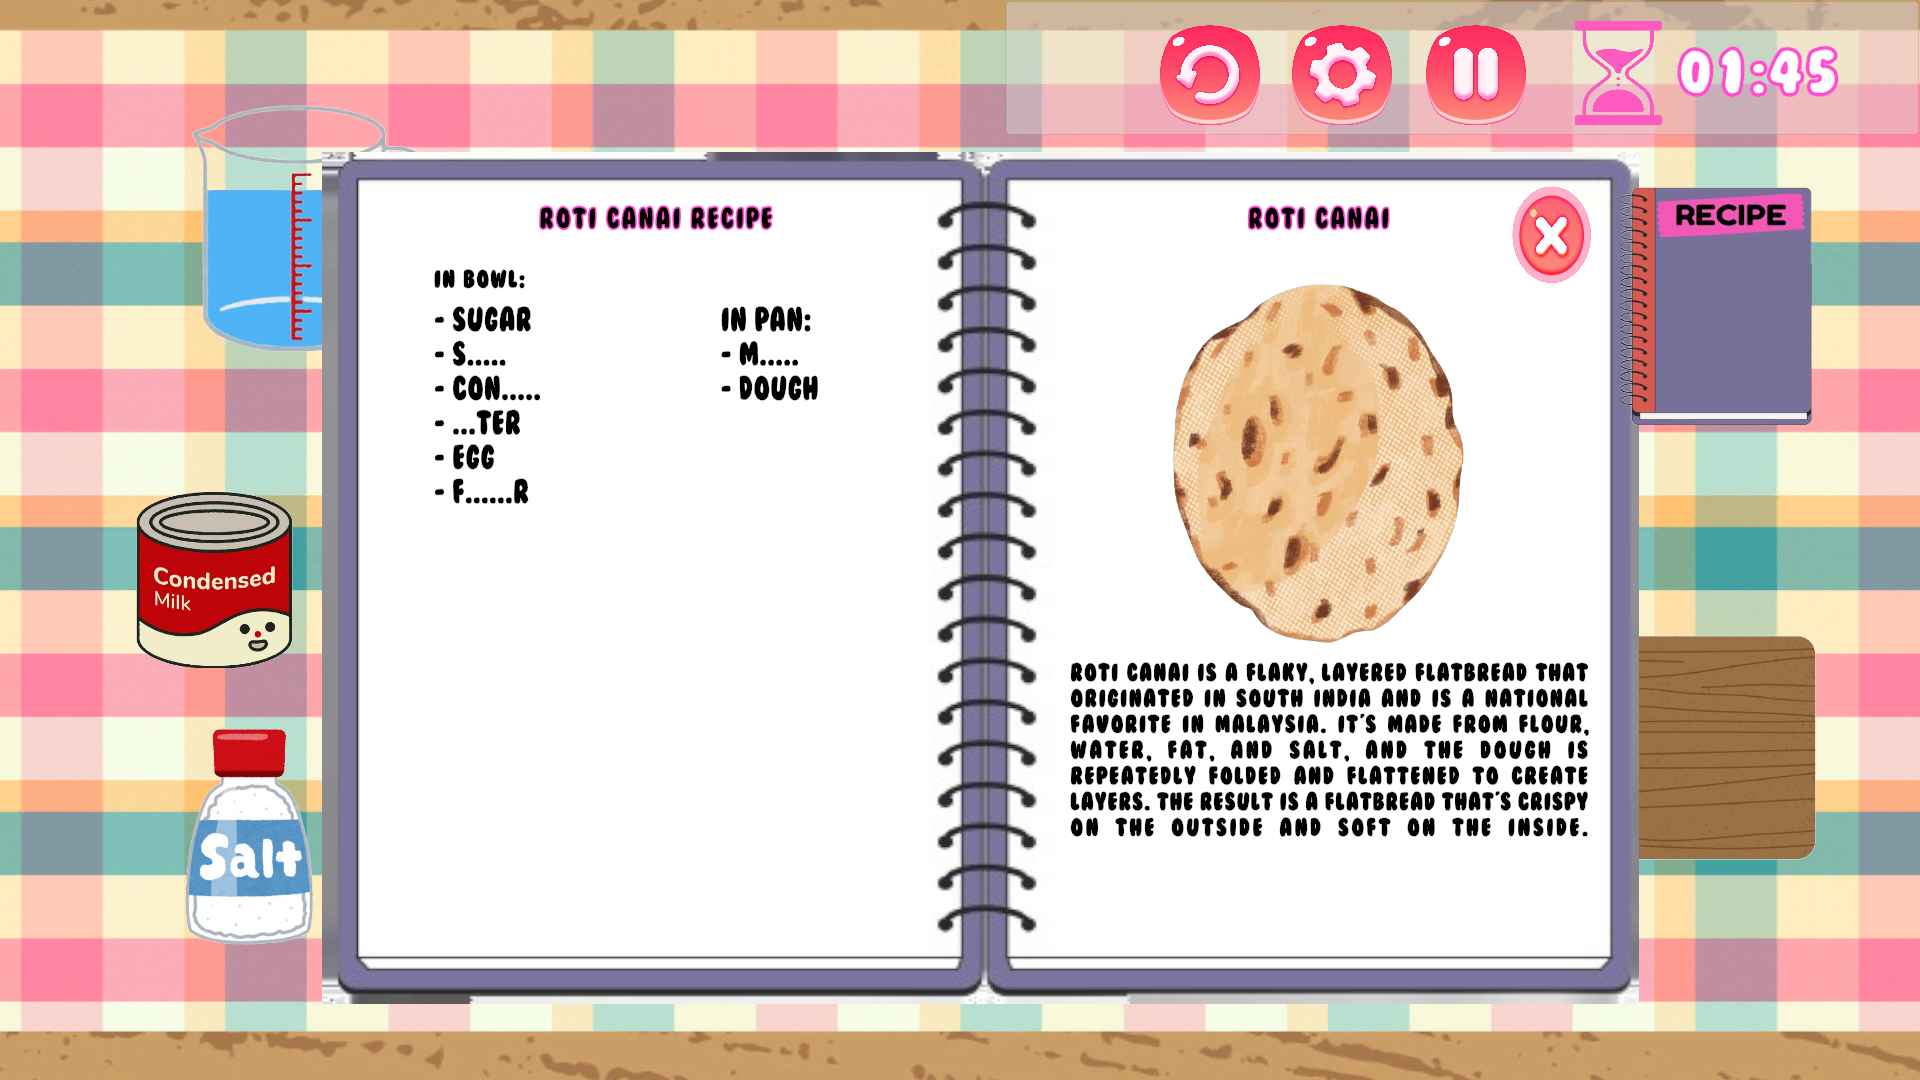 01:45
RECIPE
ROTI CANAI RECIPE
IN BOWL:
- SUGAR
- S.....
- CON.....
- ...TER
- EGG
- F......R
IN PAN:
- M.....
- DOUGH
ROTI CANAI
ROTI CANAI IS A FLAKY, LAYERED FLATBREAD THAT
ORIGINATED IN SOUTH INDIA AND IS A NATIONAL
FAVORITE IN MALAYSIA. IT'S MADE FROM FLOUR,
WATER, FAT, AND SALT, AND THE DOUGH IS
REPEATEDLY FOLDED AND FLATTENED TO CREATE
LAYERS. THE RESULT IS A FLATBREAD THAT'S CRISPY
ON THE OUTSIDE AND SOFT ON THE INSIDE.
Condensed
Milk
Salt